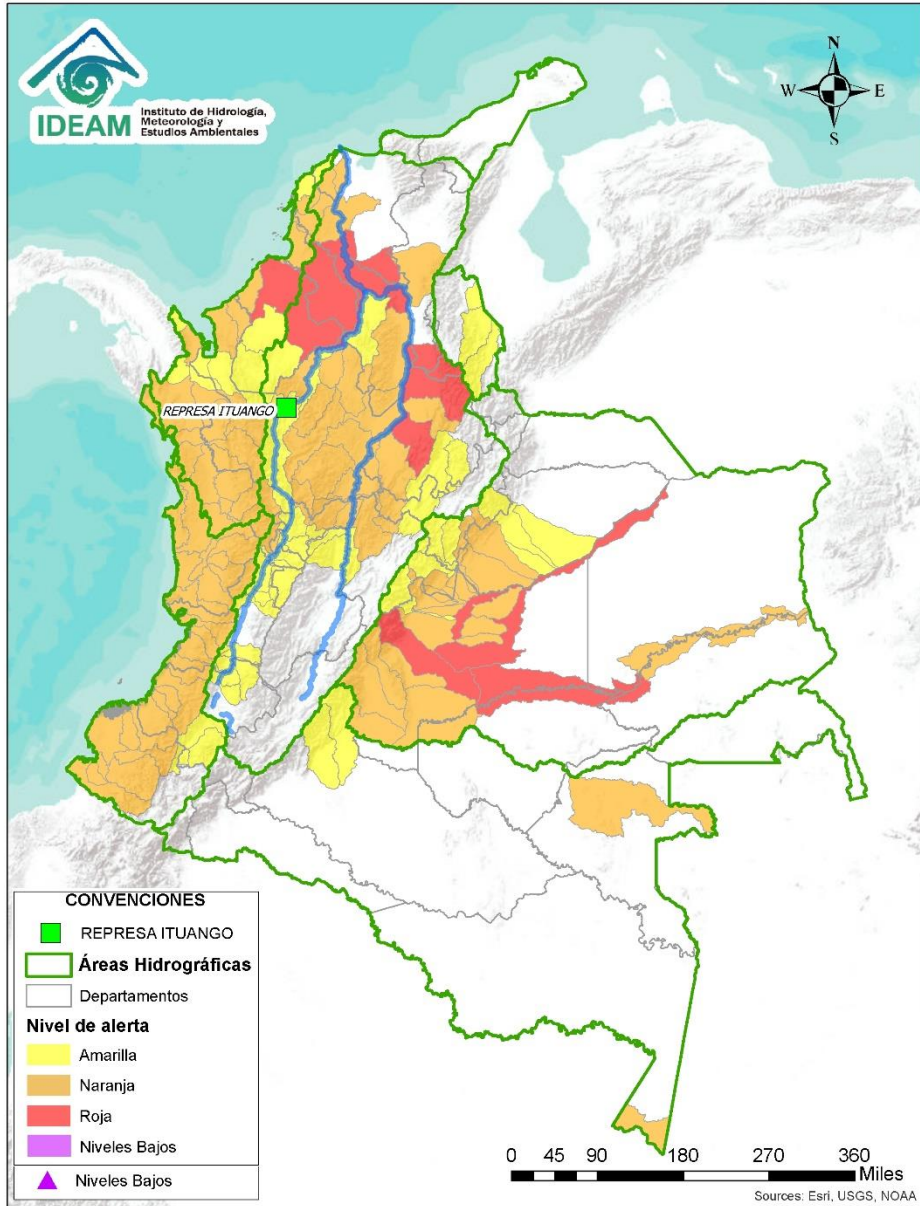 IDEAM
Instituto de Hidrología,
Meteorología y
Estudios Ambientales
N
W
E
S
REPRESA ITUANGO
CONVENCIONES
REPRESA ITUANGO
Áreas Hidrográficas
Departamentos
Nivel de alerta
Amarilla
Naranja
Roja
Niveles Bajos
Niveles Bajos
0 45 90 180 270 360
Miles
Sources: Esri, USGS, NOAA